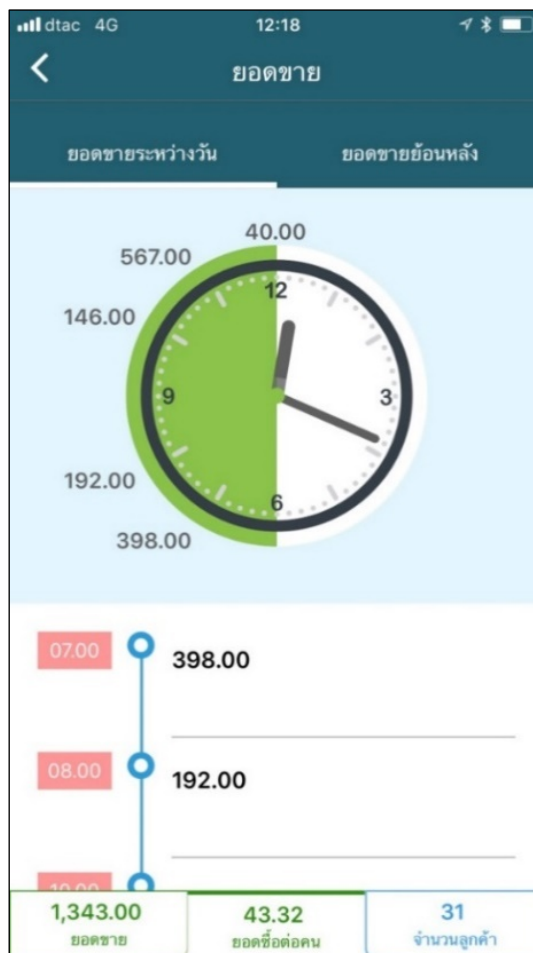 dtac 4G 12:18
ยอดขาย
ยอดขายระหว่างวัน ยอดขายย้อนหลัง
40.00
567.00
146.00
12
9 3
6
192.00
398.00
07.00 398.00
08.00 192.00
1,343.00 43.32 31
ยอดขาย ยอดซื้อต่อคน จำนวนลูกค้า